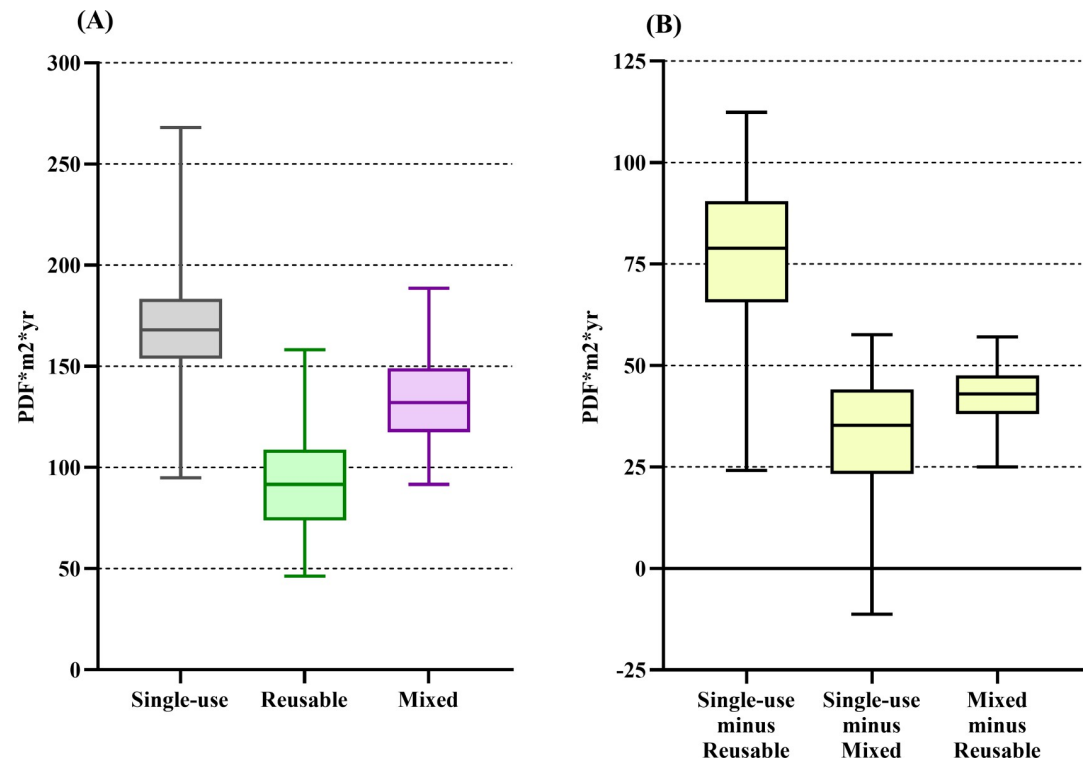 (A)
PDF*m2*yr
300
250
200
150
100
50
0
Single-use
Reusable
Mixed
(B)
PDF*m2*yr
125
100
75
50
25
0
-25
Single-use
minus
Reusable
Single-use
minus
Mixed
Mixed
minus
Reusable